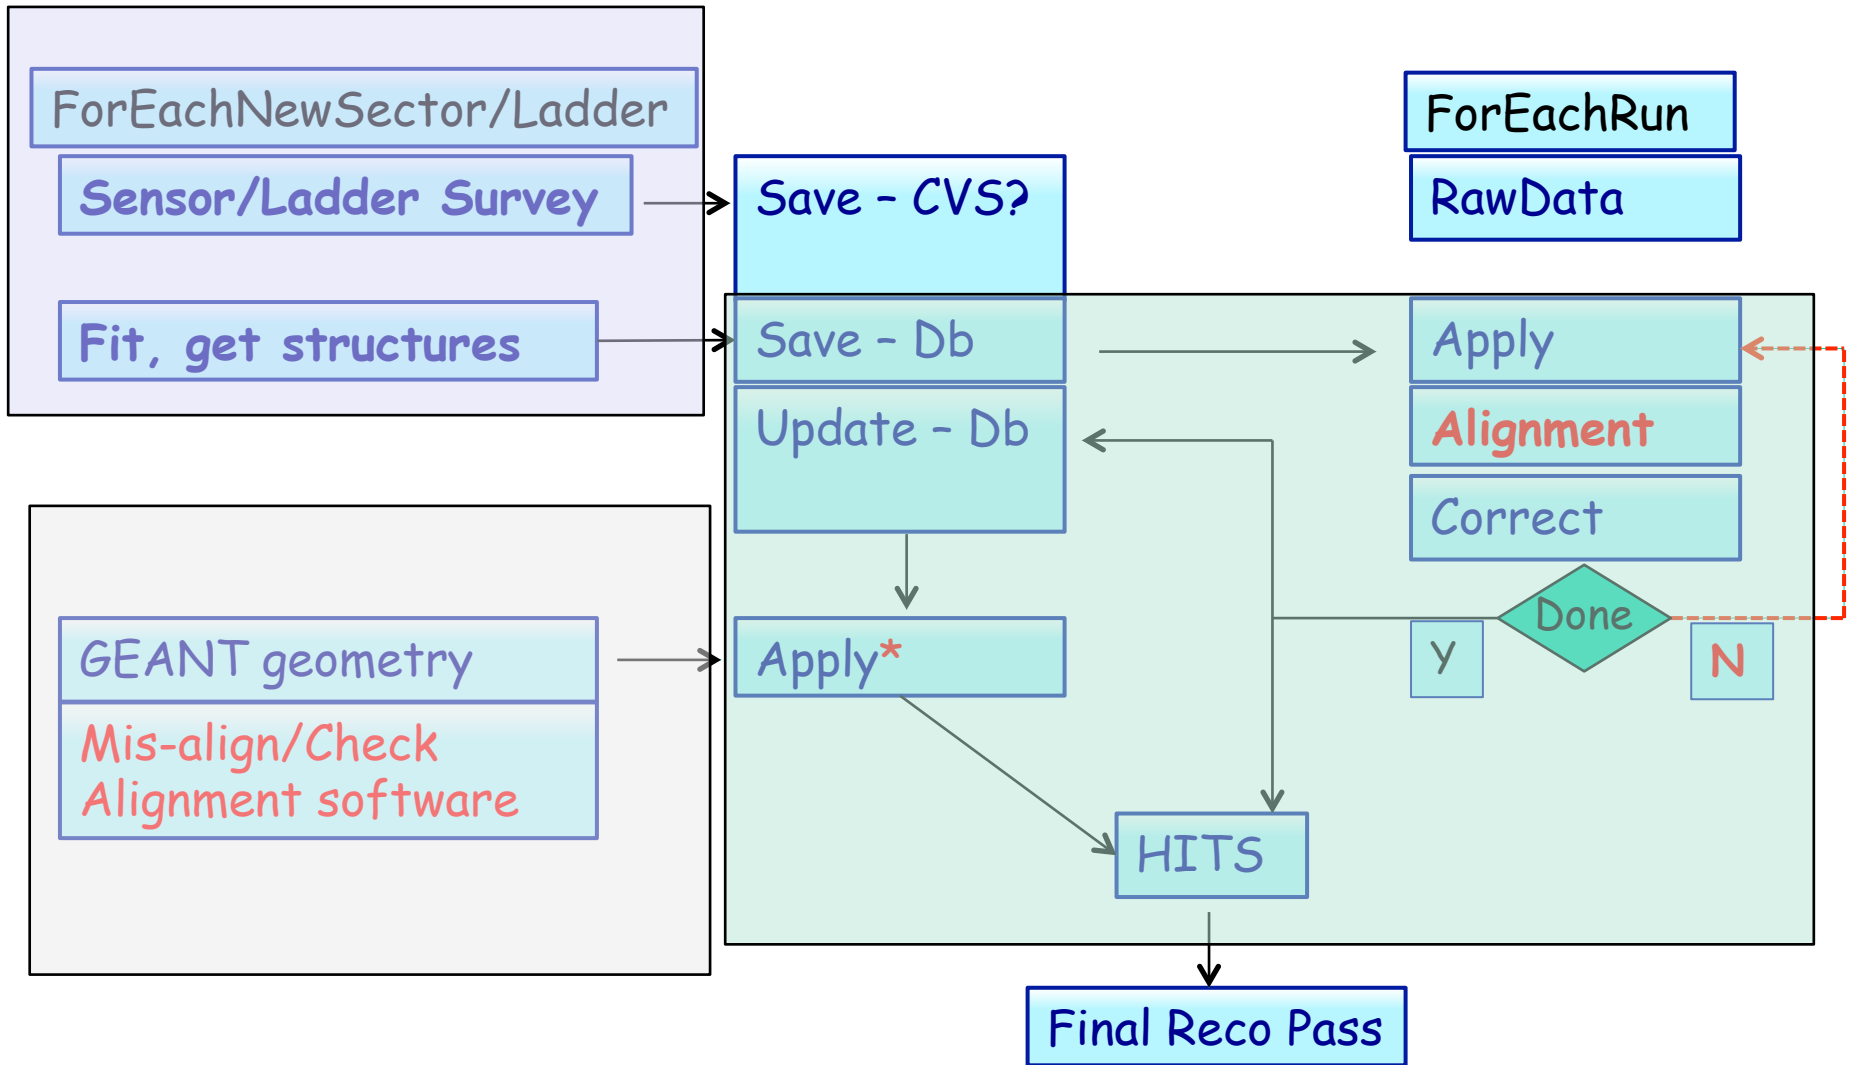 ForEachNewSector/Ladder
Sensor/Ladder Survey
Fit, get structures
Save – CVS?
Save – Db
Update – Db
ForEachRun
RawData
Apply
Alignment
Correct
Done
Y
N
GEANT geometry
Mis-align/Check
Alignment software
Apply*
HITS
Final Reco Pass